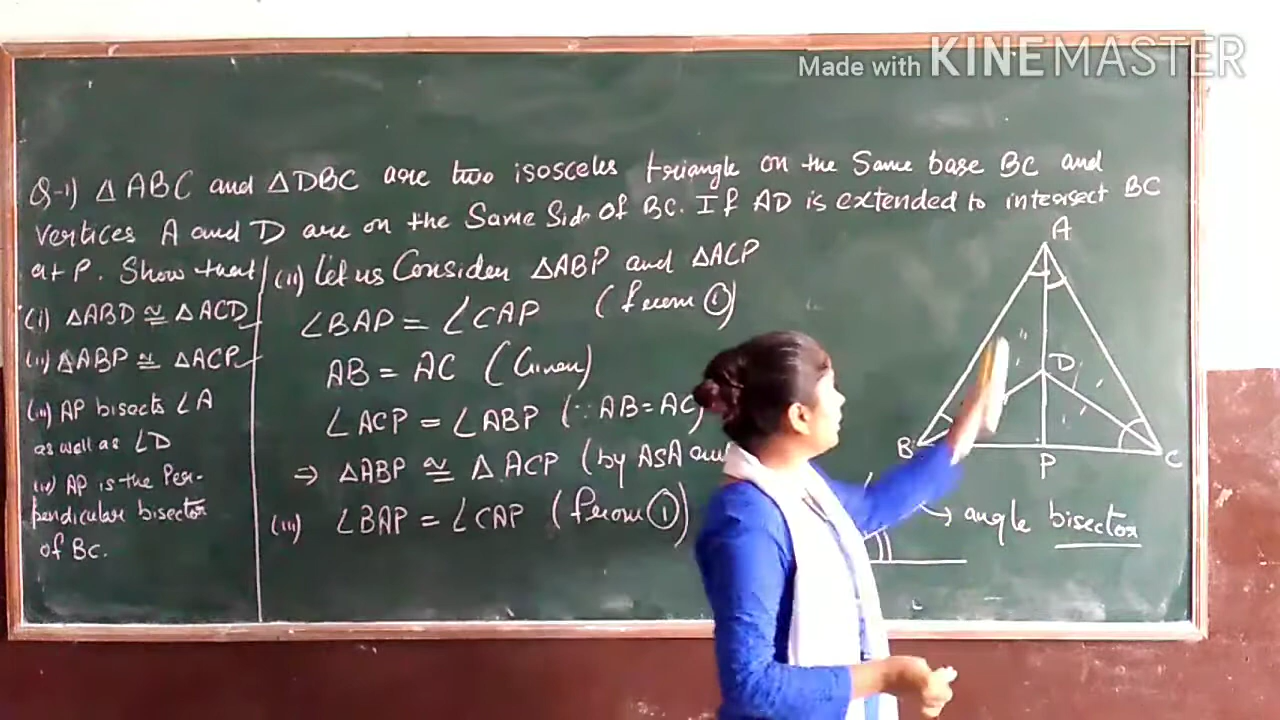 Made with KINEMASTER
Q-1) △ABC and △DBC are two isosceles triangle on the Same base BC and
vertices A and D are on the Same Side of BC. If AD is extended to intersect BC
at P. Show that
(i) △ABD ≅ △ACD
(ii) △ABP ≅ △ACP
(iii) AP bisects ∠A
as well as ∠D
(iv) AP is the Per-
pendicular bisector
of BC.
(ii) Let us Consider △ABP and △ACP
∠BAP = ∠CAP (from ①)
AB = AC (Given)
∠ACP = ∠ABP (∵ AB = AC)
⇒ △ABP ≅ △ACP (by ASA
(iii) ∠BAP = ∠CAP (from ①)
A
D
B
P
C
→ angle bisector